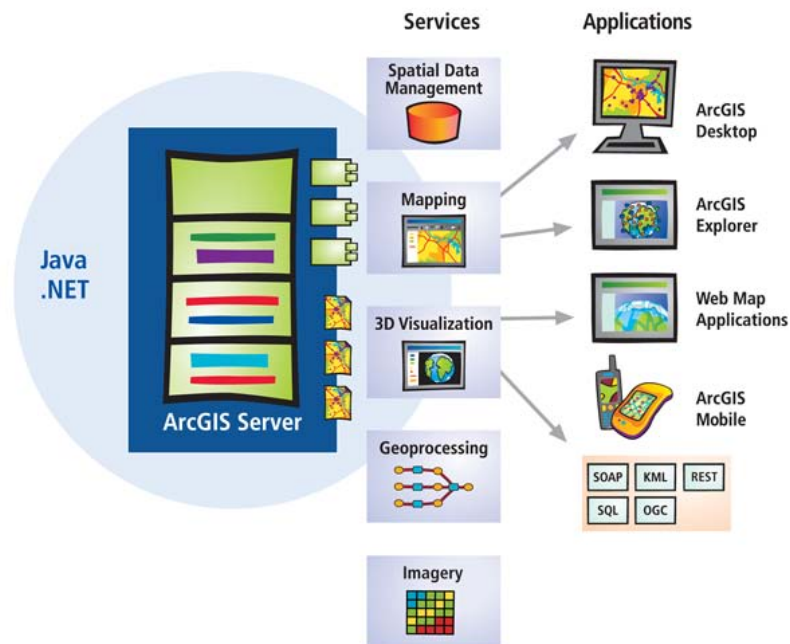 Services
Applications
Spatial Data
Management
ArcGIS
Desktop
Mapping
ArcGIS
Explorer
Java
.NET
3D Visualization
Web Map
Applications
ArcGIS Server
ArcGIS
Mobile
Geoprocessing
SOAP
KML
REST
SQL
OGC
Imagery